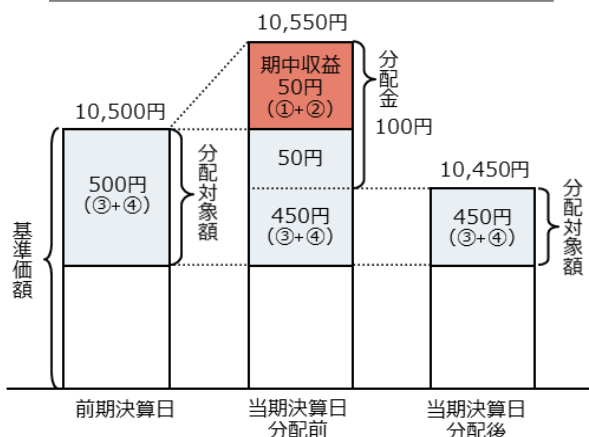 10,550円
期中収益
50円
(①+②)
分配金
100円
10,500円
500円
(③+④)
分配対象額
50円
450円
(③+④)
10,450円
450円
(③+④)
分配対象額
基準価額
前期決算日
当期決算日
分配前
当期決算日
分配後